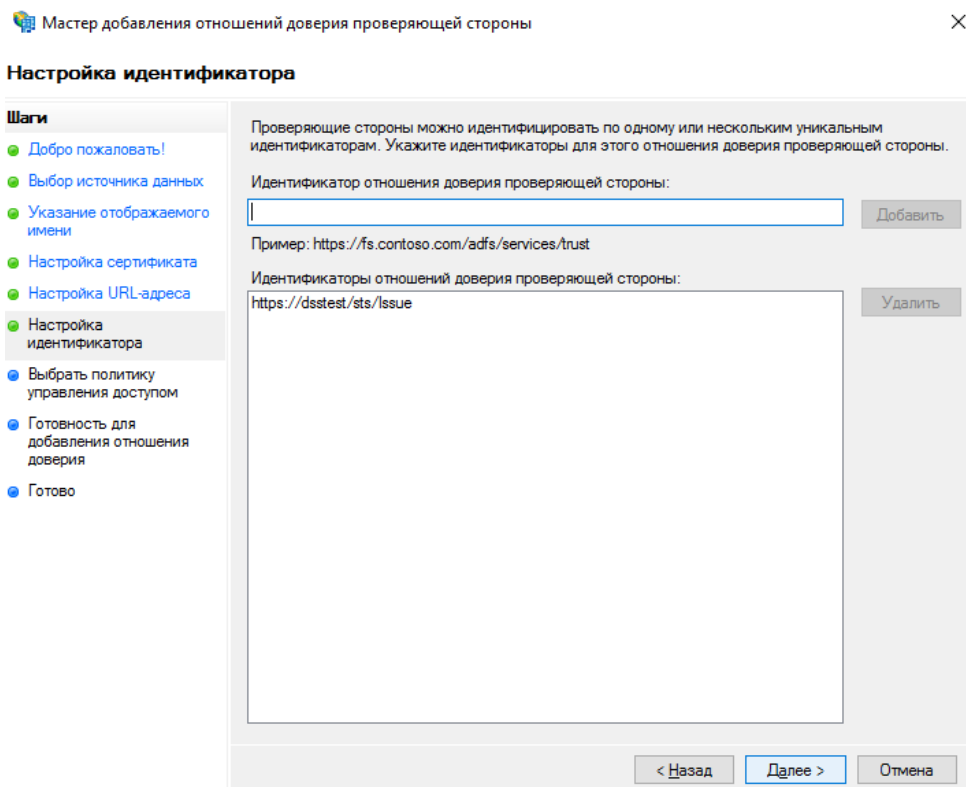 Мастер добавления отношений доверия проверяющей стороны
Настройка идентификатора
Шаги
Добро пожаловать!
Выбор источника данных
Указание отображаемого
имени
Настройка сертификата
Настройка URL-адреса
Настройка
идентификатора
Выбрать политику
управления доступом
Готовность для
добавления отношения
доверия
Готово
Проверяющие стороны можно идентифицировать по одному или нескольким уникальным
идентификаторам. Укажите идентификаторы для этого отношения доверия проверяющей стороны.
Идентификатор отношения доверия проверяющей стороны:
Добавить
Пример: https://fs.contoso.com/adfs/services/trust
Идентификаторы отношений доверия проверяющей стороны:
https://dsstest/sts/Issue
Удалить
< Назад
Далее >
Отмена